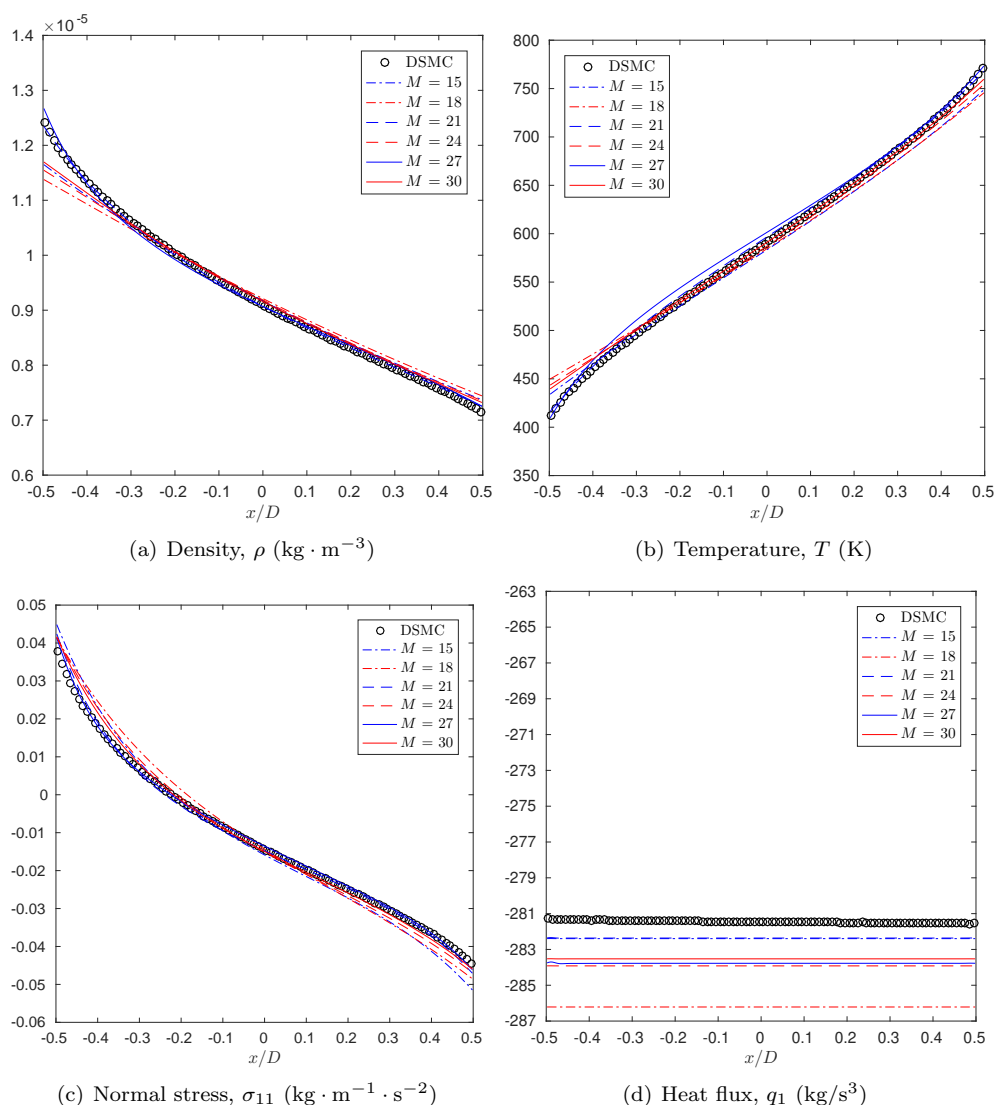 ×10⁻⁵
1.4
1.3
1.2
1.1
1
0.9
0.8
0.7
0.6
DSMC
M = 15
M = 18
M = 21
M = 24
M = 27
M = 30
-0.5 -0.4 -0.3 -0.2 -0.1 0 0.1 0.2 0.3 0.4 0.5
x/D
(a) Density, ρ (kg · m⁻³)
800
750
700
650
600
550
500
450
400
350
DSMC
M = 15
M = 18
M = 21
M = 24
M = 27
M = 30
-0.5 -0.4 -0.3 -0.2 -0.1 0 0.1 0.2 0.3 0.4 0.5
x/D
(b) Temperature, T (K)
0.05
0.04
0.03
0.02
0.01
0
-0.01
-0.02
-0.03
-0.04
-0.05
-0.06
DSMC
M = 15
M = 18
M = 21
M = 24
M = 27
M = 30
-0.5 -0.4 -0.3 -0.2 -0.1 0 0.1 0.2 0.3 0.4 0.5
x/D
(c) Normal stress, σ₁₁ (kg · m⁻¹ · s⁻²)
-263
-265
-267
-269
-271
-273
-275
-277
-279
-281
-283
-285
-287
DSMC
M = 15
M = 18
M = 21
M = 24
M = 27
M = 30
-0.5 -0.4 -0.3 -0.2 -0.1 0 0.1 0.2 0.3 0.4 0.5
x/D
(d) Heat flux, q₁ (kg/s³)